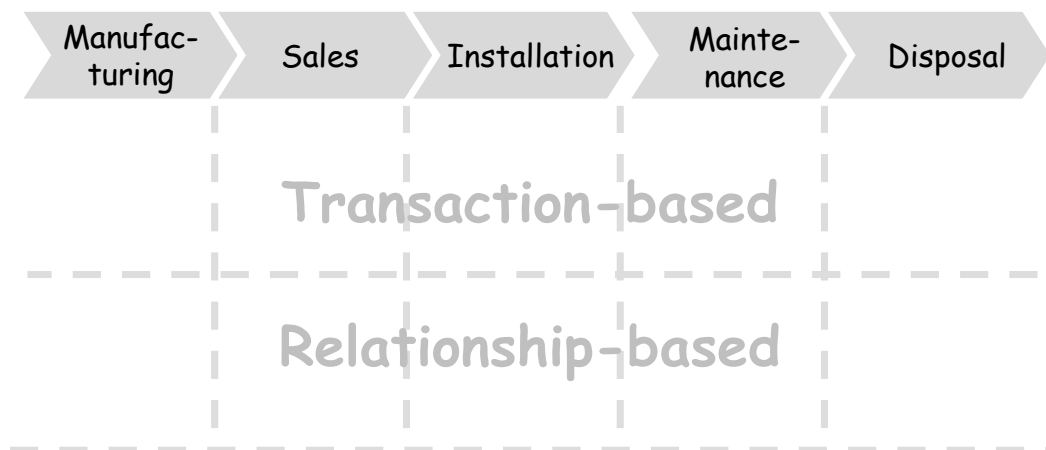 Manufac-
turing
Sales
Installation
Mainte-
nance
Disposal
Transaction-based
Relationship-based